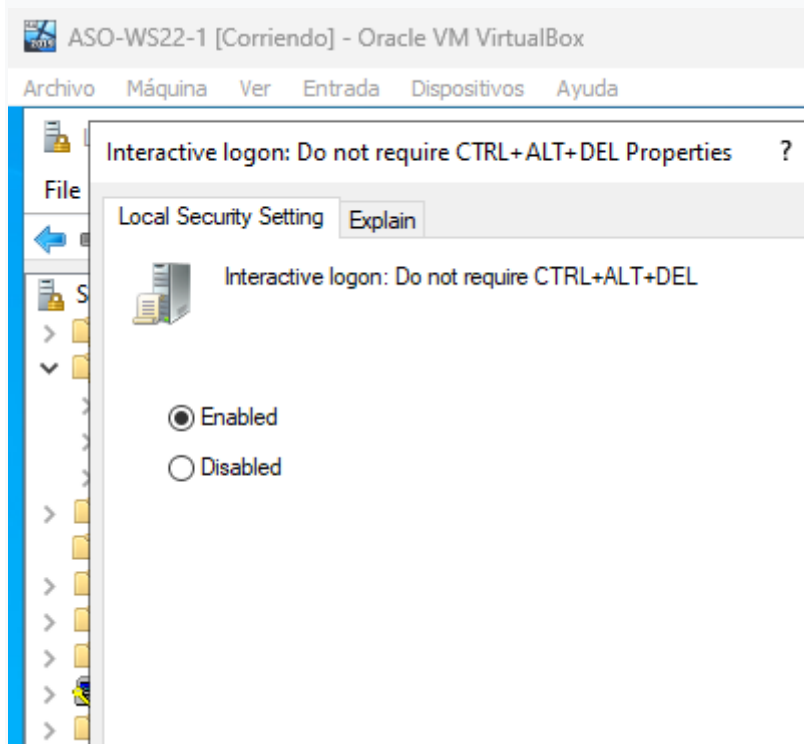 ASO-WS22-1 [Corriendo] - Oracle VM VirtualBox
Archivo Máquina Ver Entrada Dispositivos Ayuda
Interactive logon: Do not require CTRL+ALT+DEL Properties ?
File
Local Security Setting Explain
Interactive logon: Do not require CTRL+ALT+DEL
S
Enabled
Disabled